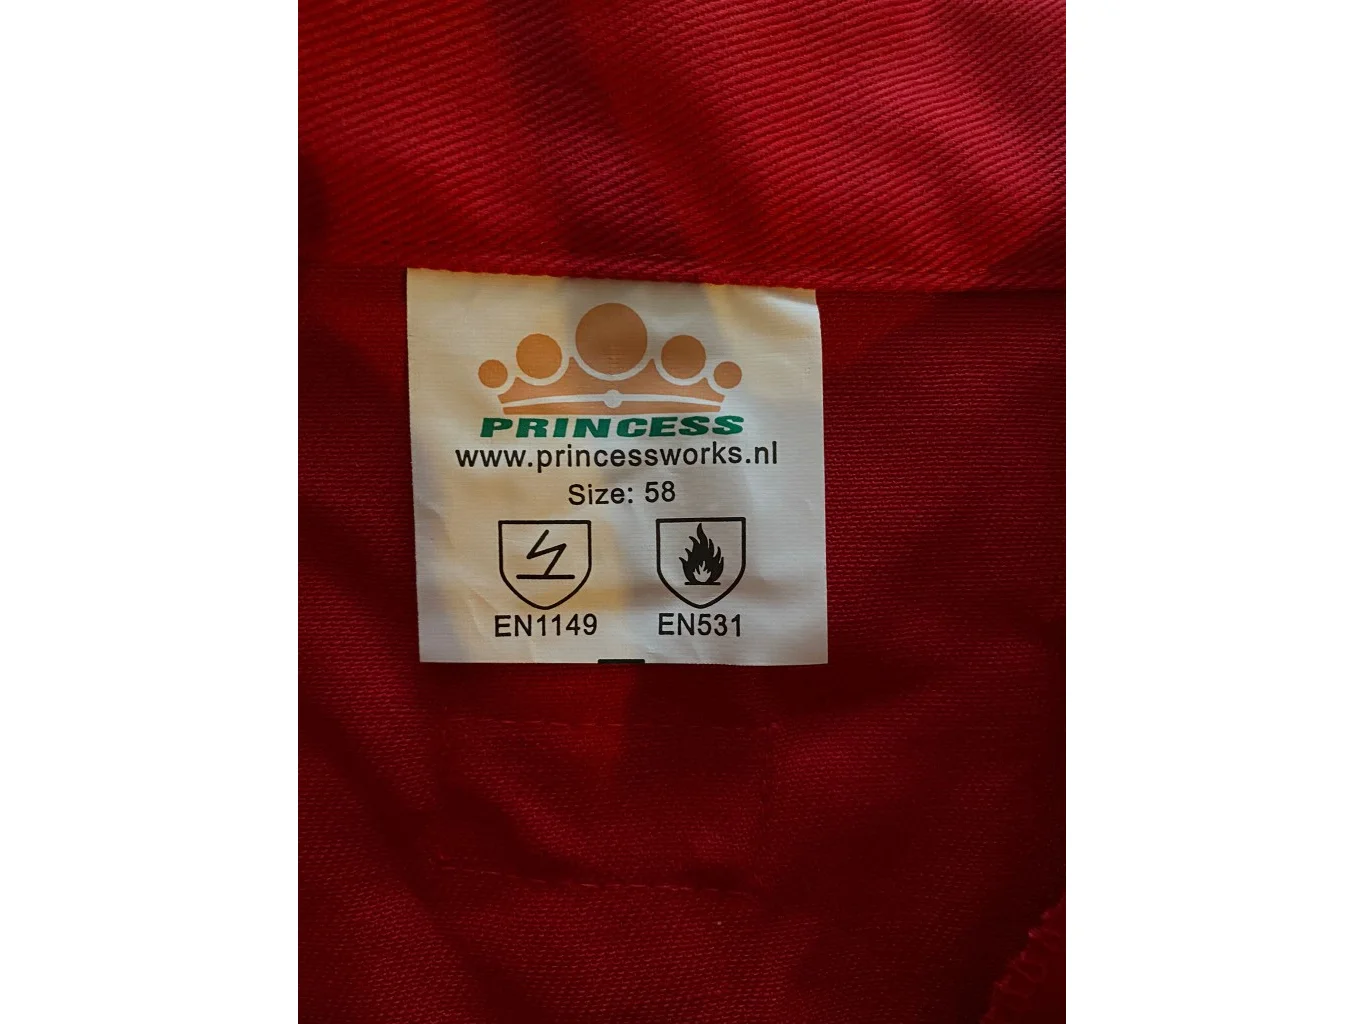 PRINCESS
www.princessworks.nl
Size: 58
EN1149 EN531